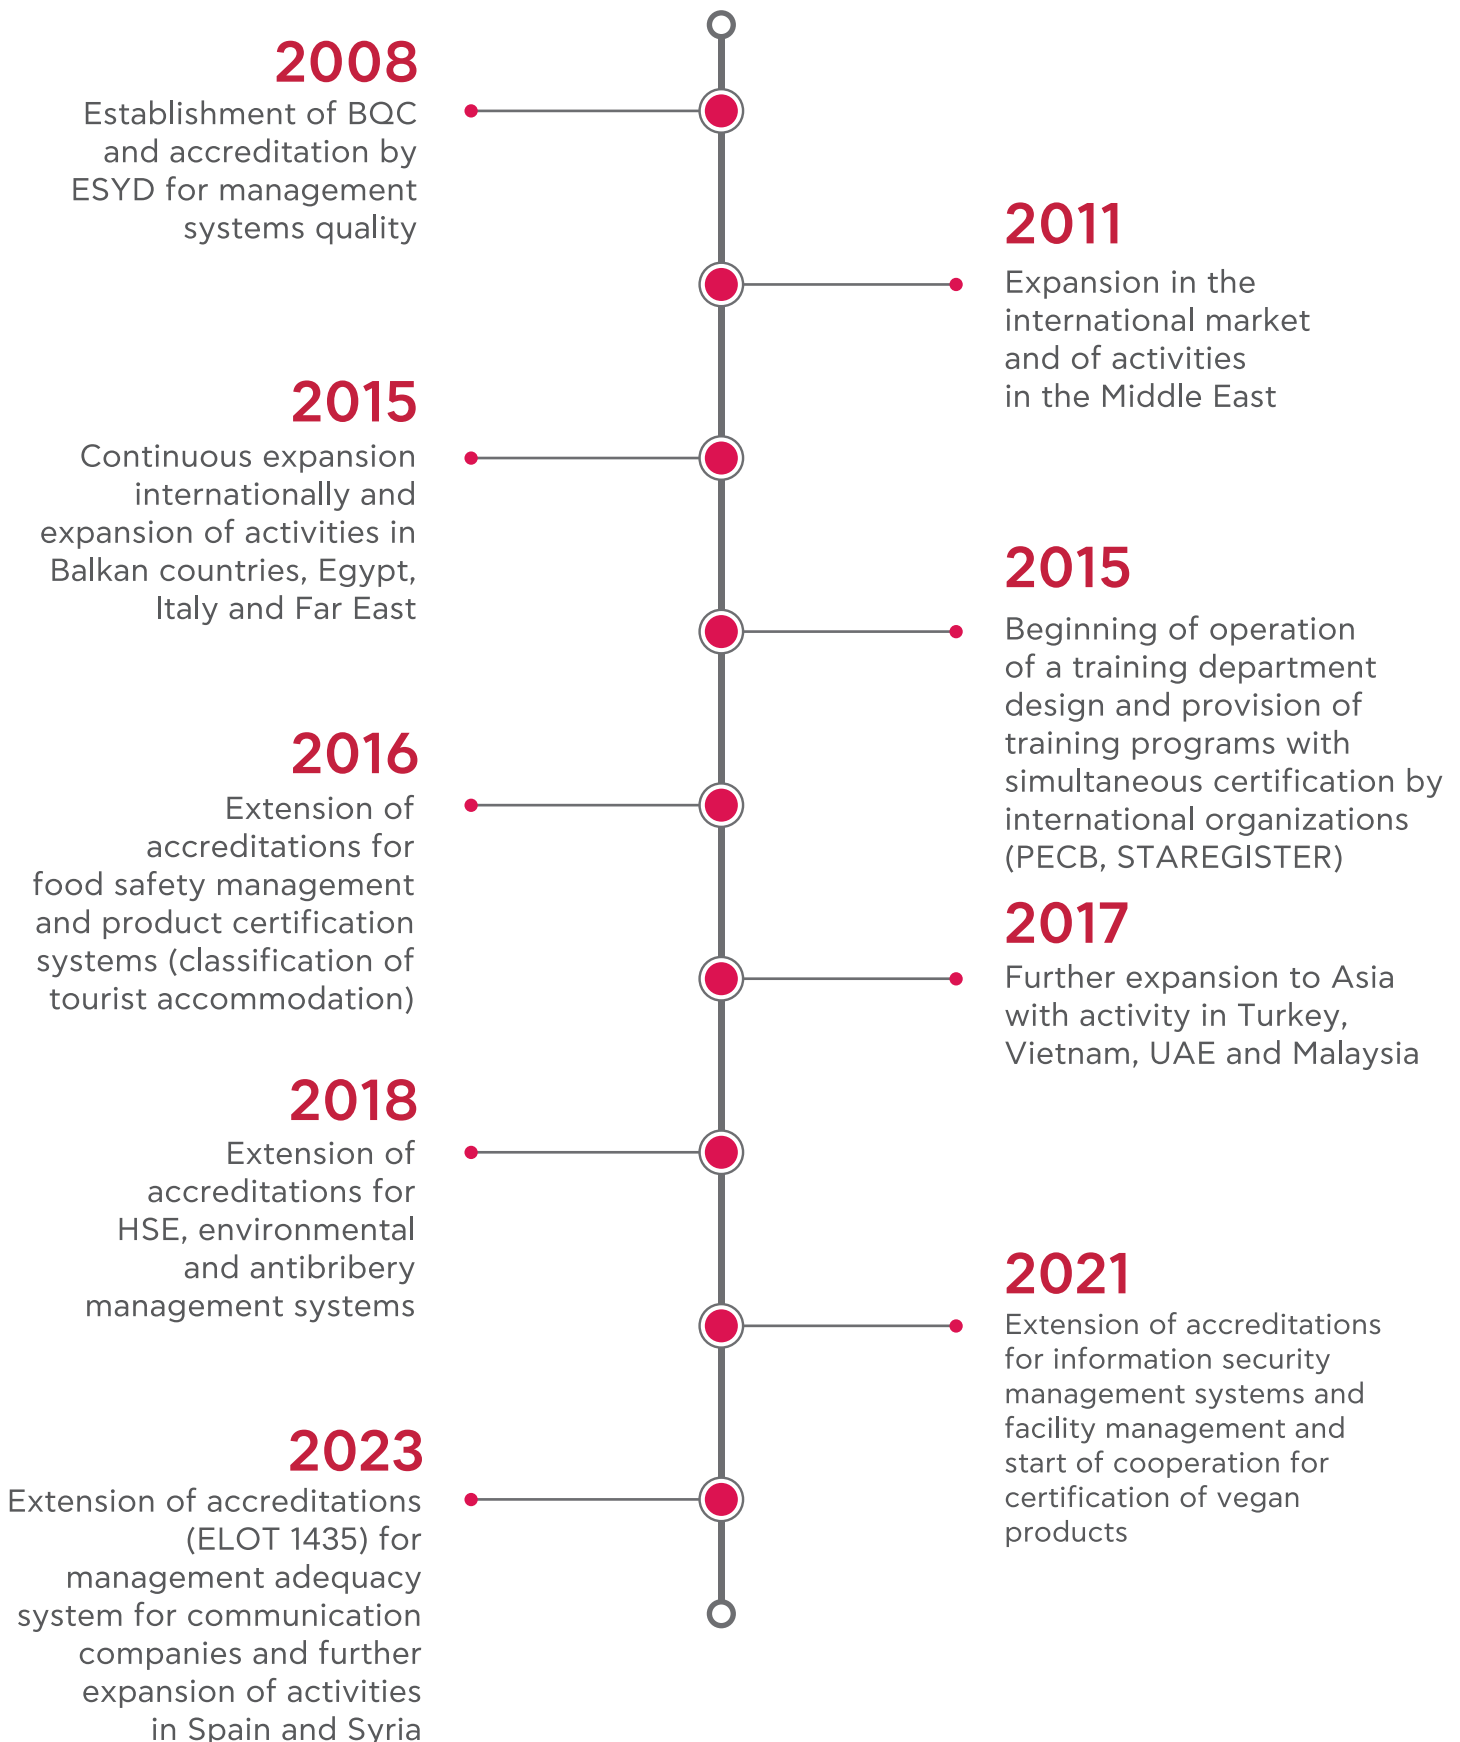 2008
Establishment of BQC
and accreditation by
ESYD for management
systems quality
2011
Expansion in the
international market
and of activities
in the Middle East
2015
Continuous expansion
internationally and
expansion of activities in
Balkan countries, Egypt,
Italy and Far East
2015
Beginning of operation
of a training department
design and provision of
training programs with
simultaneous certification by
international organizations
(PECB, STAREGISTER)
2016
Extension of
accreditations for
food safety management
and product certification
systems (classification of
tourist accommodation)
2017
Further expansion to Asia
with activity in Turkey,
Vietnam, UAE and Malaysia
2018
Extension of
accreditations for
HSE, environmental
and antibribery
management systems
2021
Extension of accreditations
for information security
management systems and
facility management and
start of cooperation for
certification of vegan
products
2023
Extension of accreditations
(ELOT 1435) for
management adequacy
system for communication
companies and further
expansion of activities
in Spain and Syria